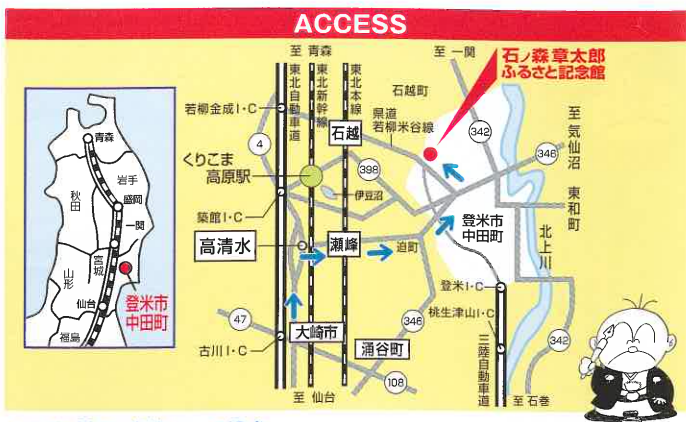 ACCESS
至 青森
至 一関
石ノ森章太郎
ふるさと記念館
東北自動車道
東北新幹線
東北本線
石越町
県道
若柳米谷線
若柳金成I・C
石越
342
至 気仙沼
4
346
くりこま
高原駅
398
伊豆沼
東和町
築館I・C
登米市
中田町
北上川
高清水
瀬峰
迫町
登米I・C
桃生津山I・C
47
大崎市
346
342
古川I・C
涌谷町
三陸自動車道
108
至 仙台
至 石巻
青森
岩手
秋田
盛岡
一関
宮城
山形
仙台
福島
登米市
中田町